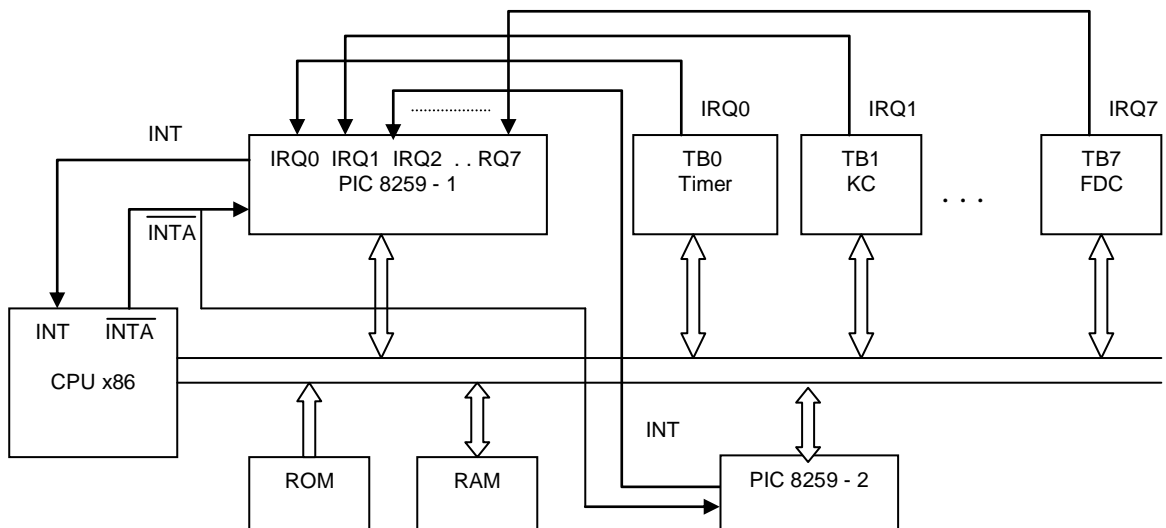 IRQ0
IRQ1
IRQ7
INT
IRQ0 IRQ1 IRQ2 . . RQ7
PIC 8259 - 1
TB0
Timer
TB1
KC
. . .
TB7
FDC
INTA
INT INTA
CPU x86
INT
ROM
RAM
PIC 8259 - 2